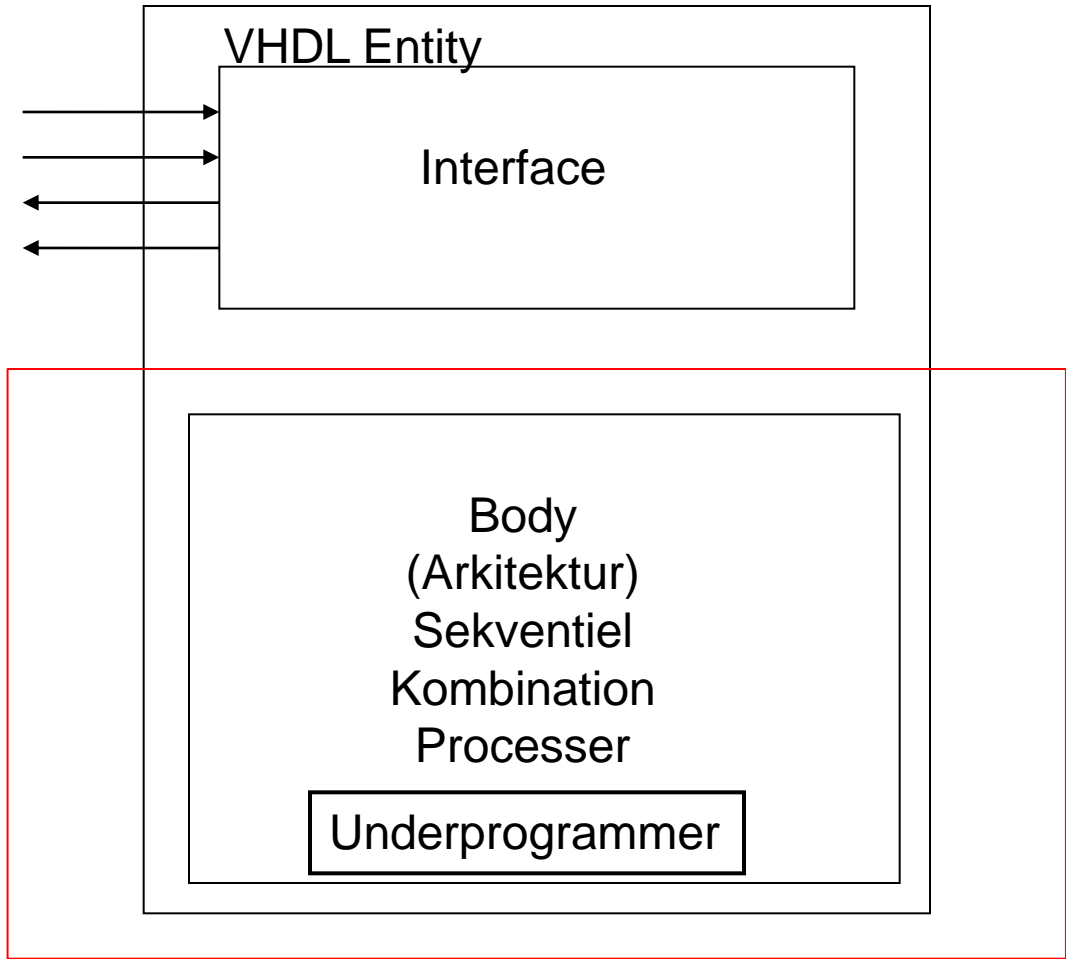 VHDL Entity
Interface
Body
(Arkitektur)
Sekventiel
Kombination
Processer
Underprogrammer